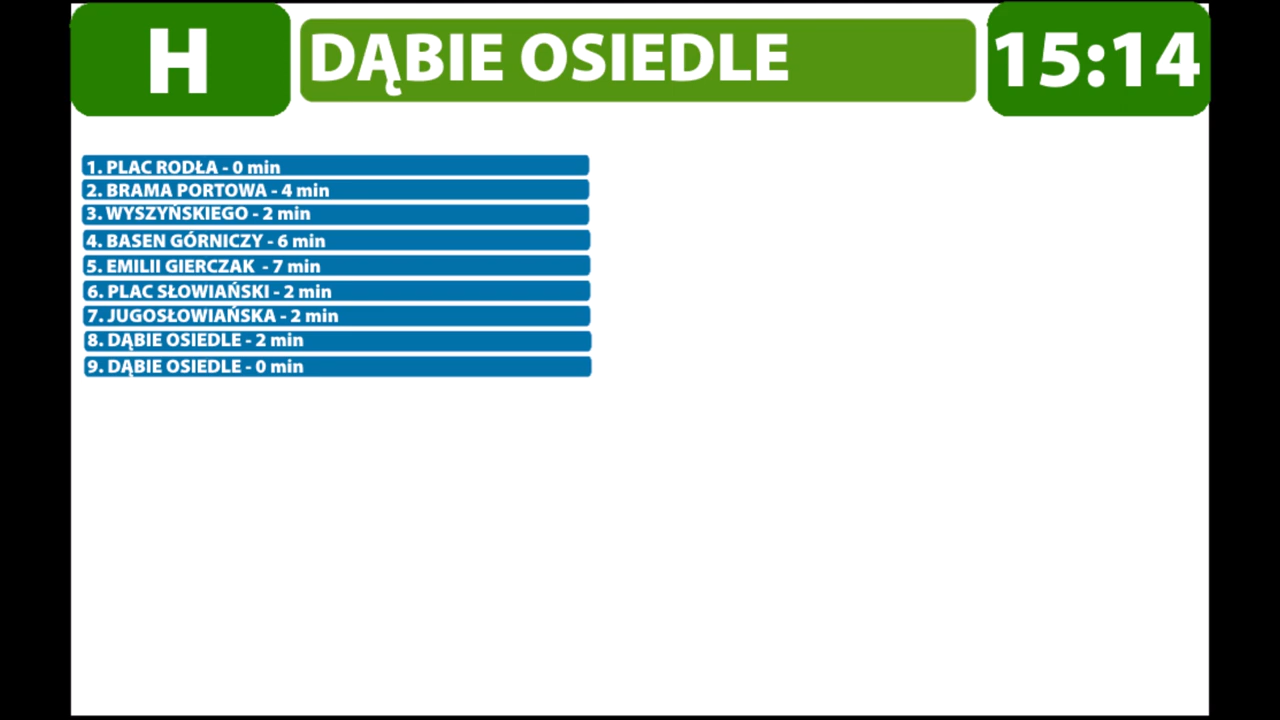 H
DĄBIE OSIEDLE
15:14
1. PLAC RODŁA - 0 min
2. BRAMA PORTOWA - 4 min
3. WYSZYŃSKIEGO - 2 min
4. BASEN GÓRNICZY - 6 min
5. EMILII GIERCZAK - 7 min
6. PLAC SŁOWIAŃSKI - 2 min
7. JUGOSŁOWIAŃSKA - 2 min
8. DĄBIE OSIEDLE - 2 min
9. DĄBIE OSIEDLE - 0 min